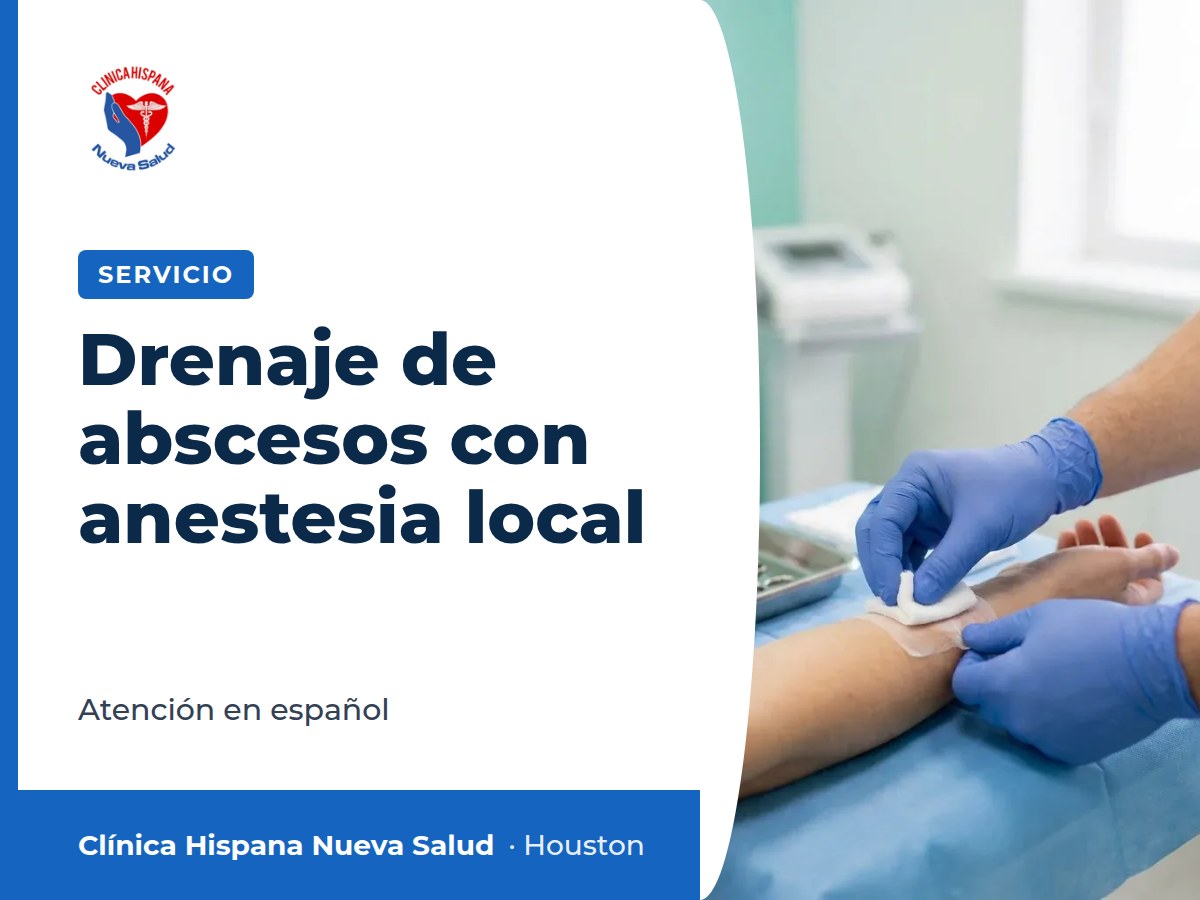 CLINICA HISPANA
Nueva Salud
SERVICIO
Drenaje de
abscesos con
anestesia local
Atención en español
Clínica Hispana Nueva Salud · Houston